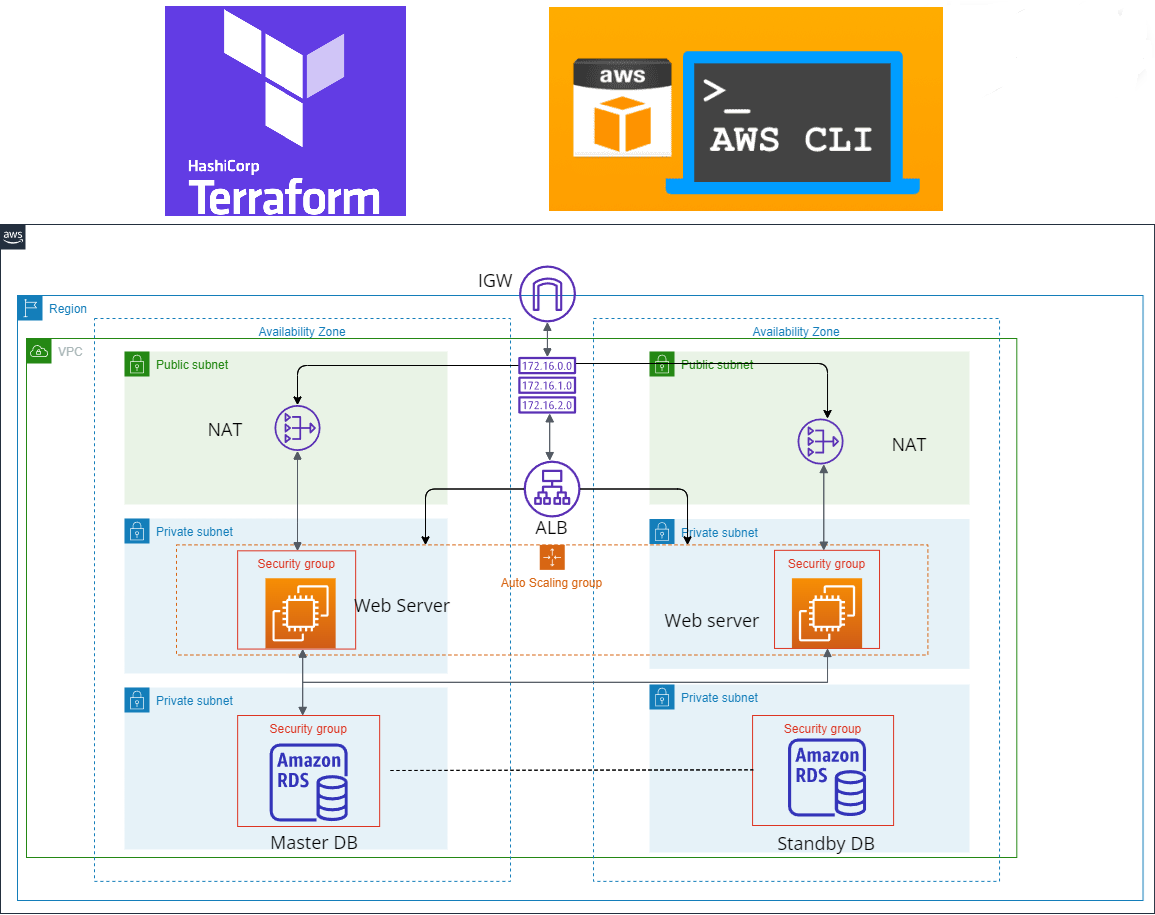 HashiCorp
Terraform
aws
>_
AWS CLI
aws
IGW
Region
Availability Zone
Availability Zone
VPC
Public subnet
172.16.0.0
172.16.1.0
172.16.2.0
Public subnet
NAT
NAT
ALB
Private subnet
Private subnet
Security group
Auto Scaling group
Security group
Web Server
Web server
Private subnet
Private subnet
Security group
Amazon
RDS
Security group
Amazon
RDS
Master DB
Standby DB